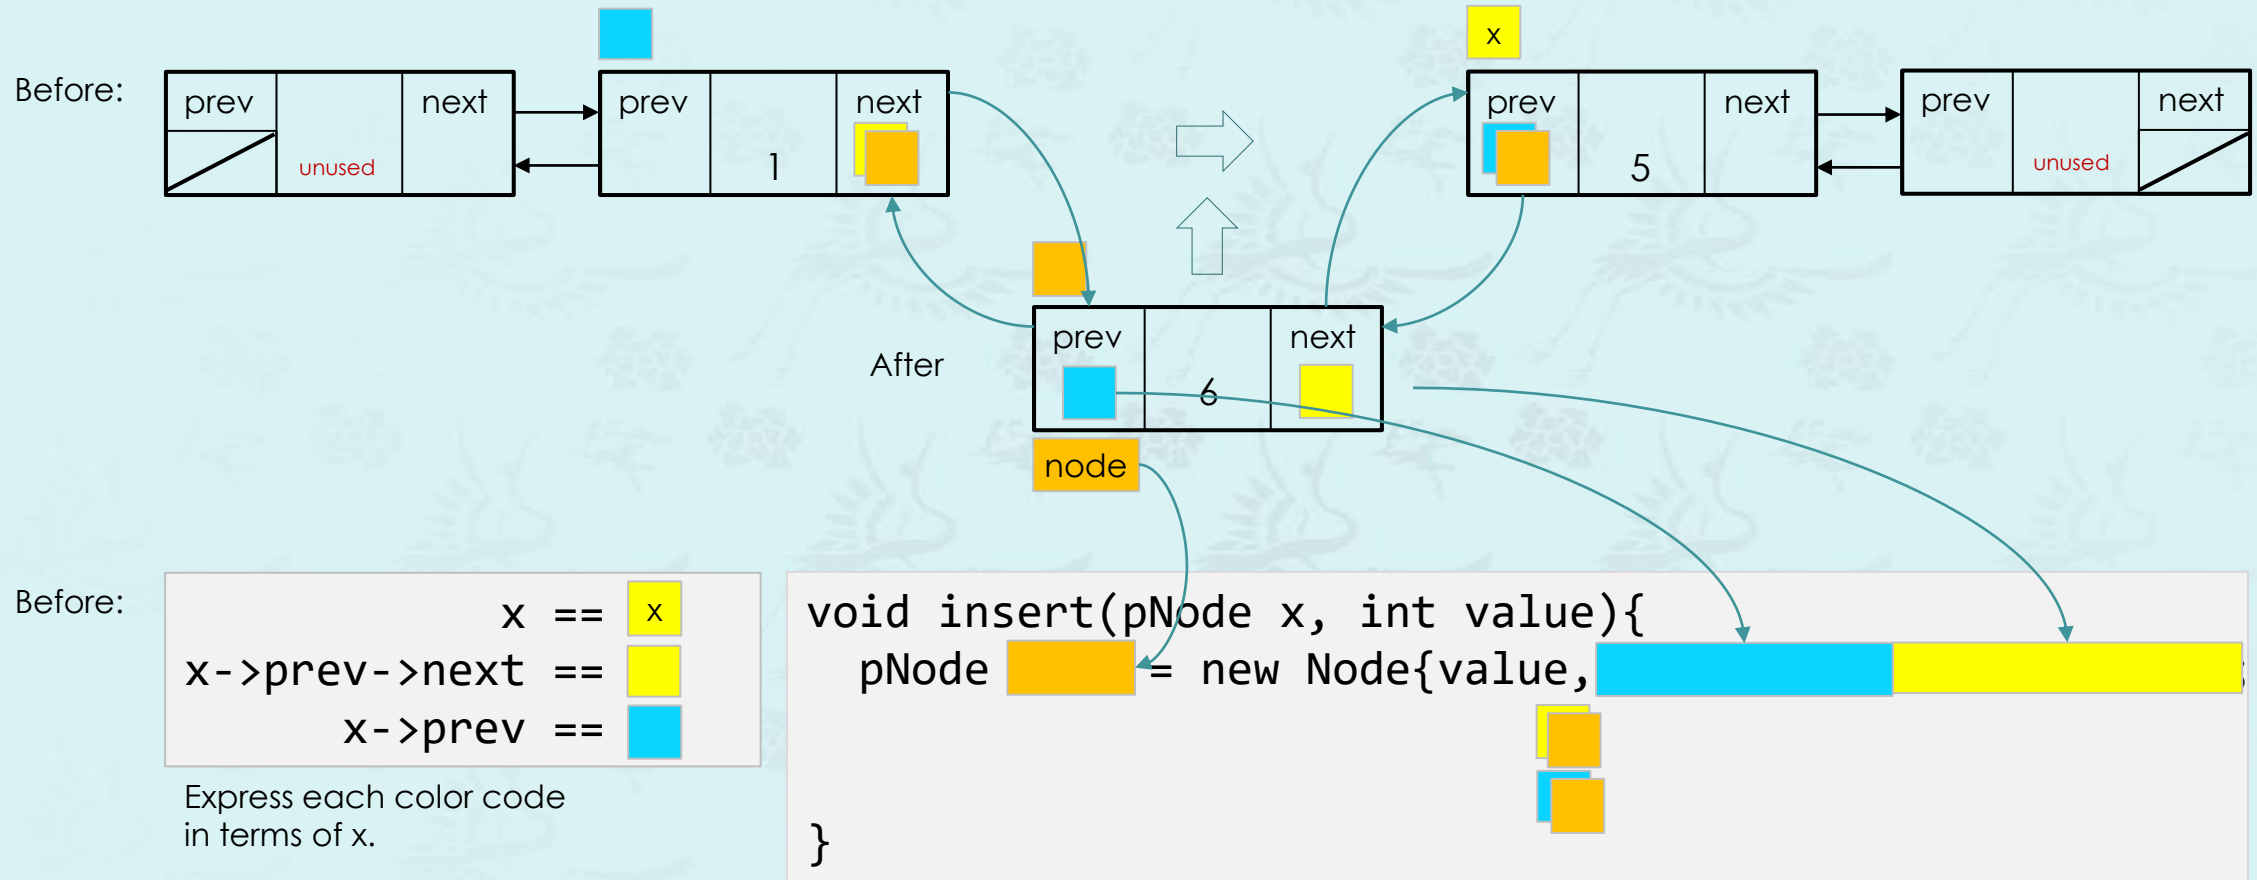 x
Before:
prev
next
unused
prev
1
next
prev
5
next
prev
unused
next
prev
6
next
After
node
Before:
x == x
x->prev->next ==
x->prev ==
Express each color code
in terms of x.
void insert(pNode x, int value){
pNode = new Node{value,
}